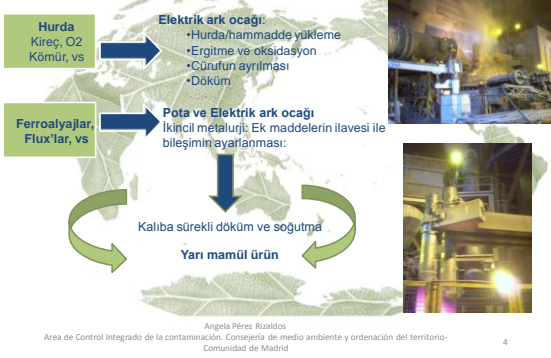 Hurda
Kireç, O2
Kömür, vs
Elektrik ark ocağı:
•Hurda/hammadde yükleme
•Ergitme ve oksidasyon
•Cürufun ayrılması
•Döküm
Ferroalyajlar,
Flux'lar, vs
Pota ve Elektrik ark ocağı
İkincil metalurji: Ek maddelerin ilavesi ile
bileşimin ayarlanması:
Kalıba sürekli döküm ve soğutma
Yarı mamül ürün
Angela Pérez Rizaldos
Area de Control Integrado de la contaminación. Consejería de medio ambiente y ordenación del territorio-
Comunidad de Madrid
4